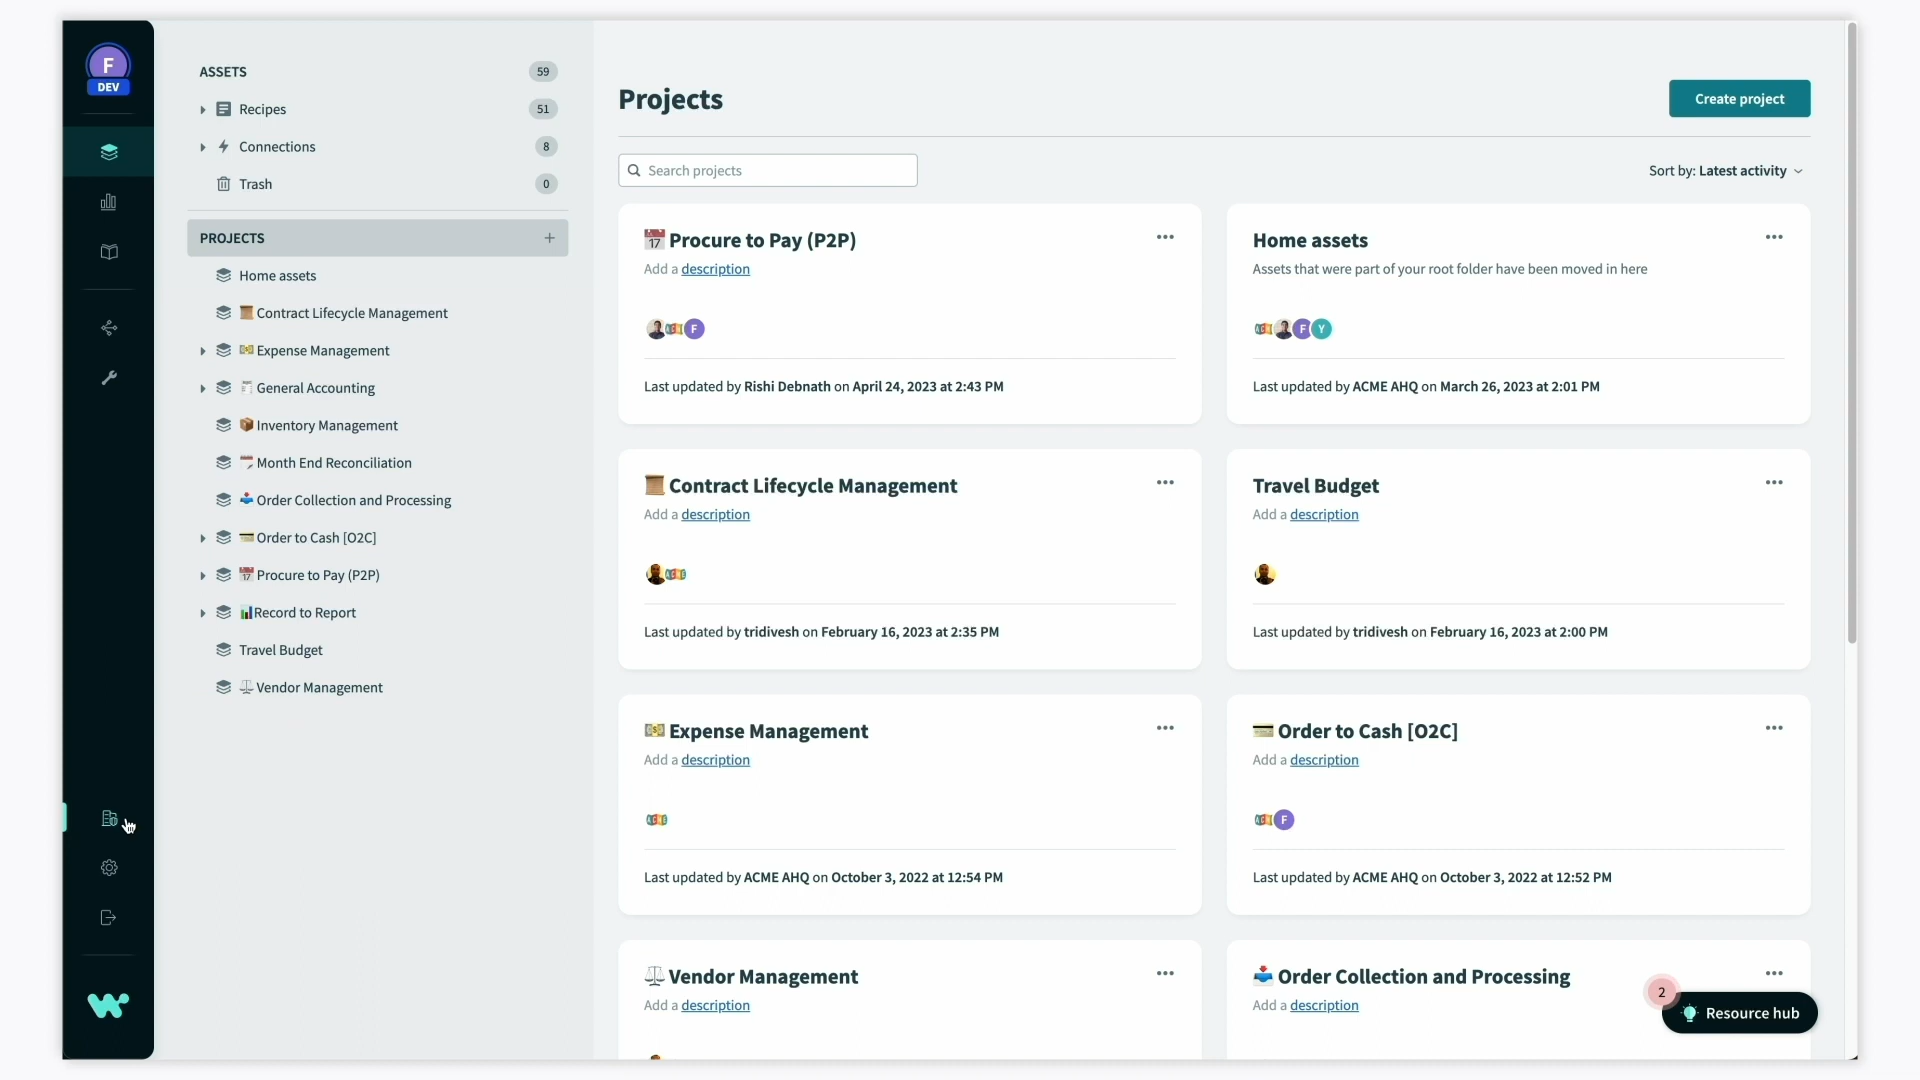 F
DEV
ASSETS 59
Recipes 51
Connections 8
Trash 0
PROJECTS
Home assets
Contract Lifecycle Management
Expense Management
General Accounting
Inventory Management
Month End Reconciliation
Order Collection and Processing
Order to Cash [O2C]
Procure to Pay (P2P)
Record to Report
Travel Budget
Vendor Management
Projects
Create project
Search projects
Sort by: Latest activity
17 Procure to Pay (P2P)
Add a description
F
Last updated by Rishi Debnath on April 24, 2023 at 2:43 PM
Home assets
Assets that were part of your root folder have been moved in here
F Y
Last updated by ACME AHQ on March 26, 2023 at 2:01 PM
Contract Lifecycle Management
Add a description
ACME
Last updated by tridivesh on February 16, 2023 at 2:35 PM
Travel Budget
Add a description
Last updated by tridivesh on February 16, 2023 at 2:00 PM
Expense Management
Add a description
ACME
Last updated by ACME AHQ on October 3, 2022 at 12:54 PM
Order to Cash [O2C]
Add a description
F
Last updated by ACME AHQ on October 3, 2022 at 12:52 PM
Vendor Management
Add a description
Order Collection and Processing
Add a description
2
Resource hub